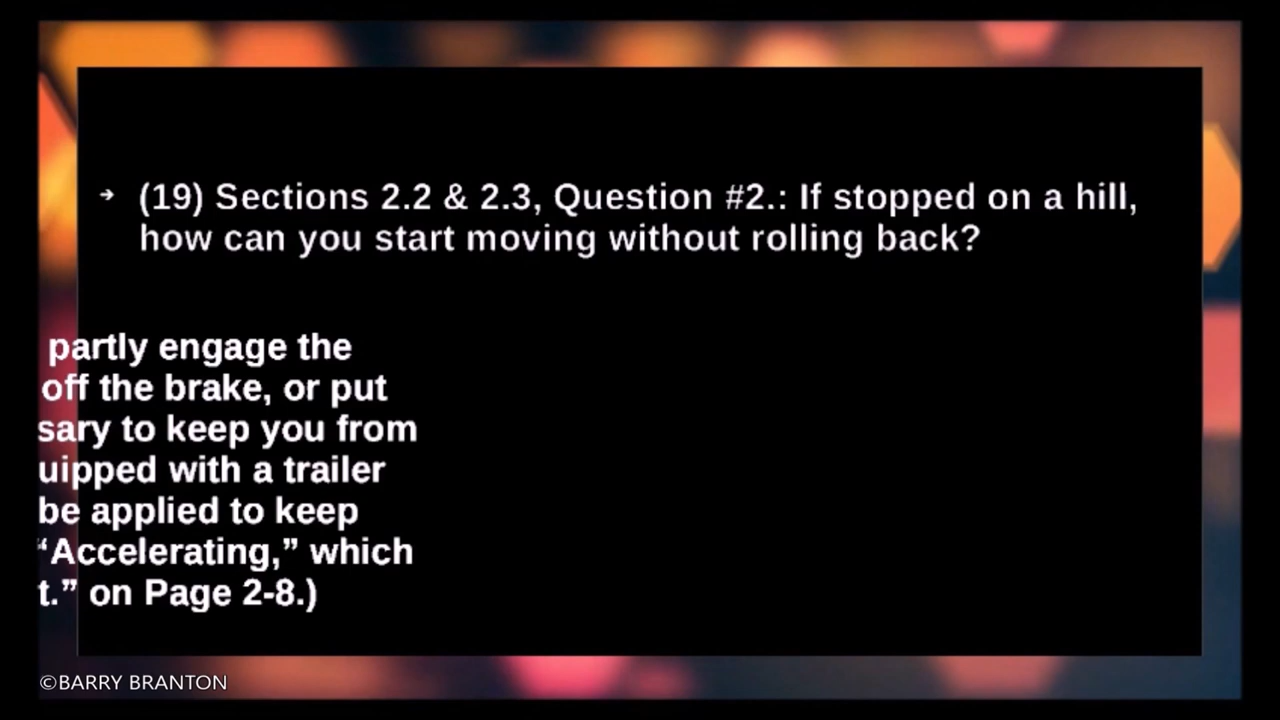 ➔ (19) Sections 2.2 & 2.3, Question #2.: If stopped on a hill,
how can you start moving without rolling back?
partly engage the
off the brake, or put
sary to keep you from
uipped with a trailer
be applied to keep
“Accelerating,” which
t.” on Page 2-8.)
©BARRY BRANTON